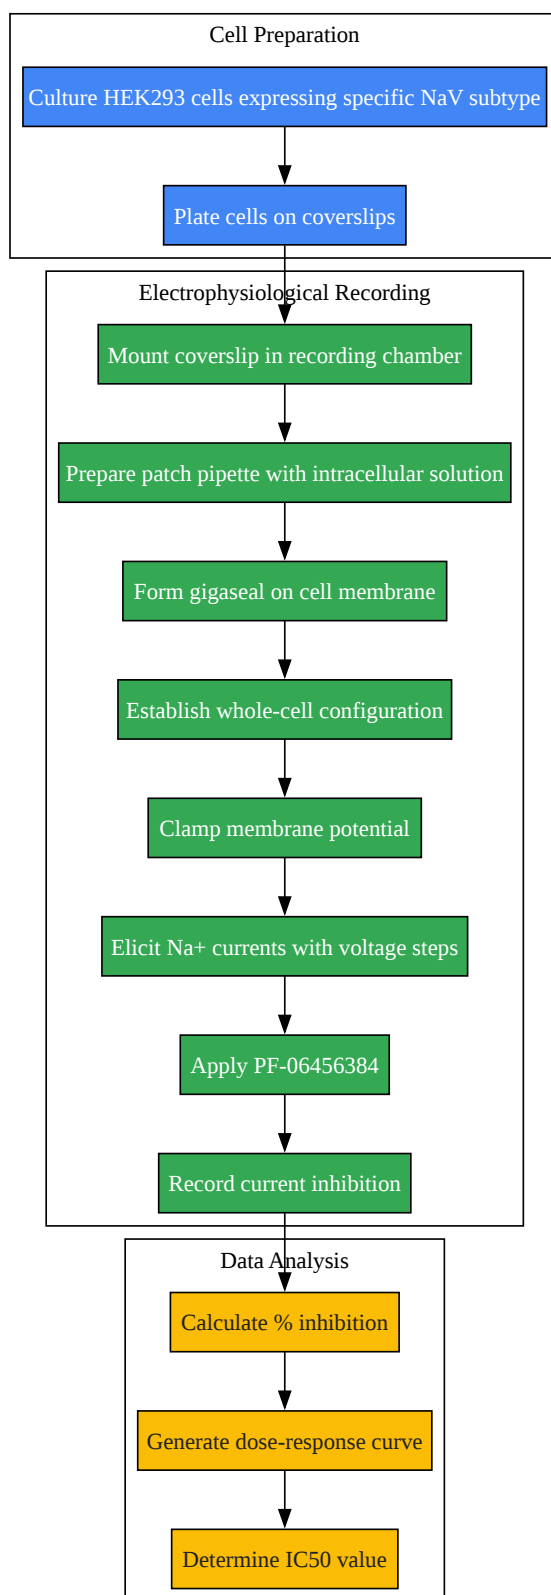 Cell Preparation
Culture HEK293 cells expressing specific NaV subtype
Plate cells on coverslips
Electrophysiological Recording
Mount coverslip in recording chamber
Prepare patch pipette with intracellular solution
Form gigaseal on cell membrane
Establish whole-cell configuration
Clamp membrane potential
Elicit Na+ currents with voltage steps
Apply PF-06456384
Record current inhibition
Data Analysis
Calculate % inhibition
Generate dose-response curve
Determine IC50 value